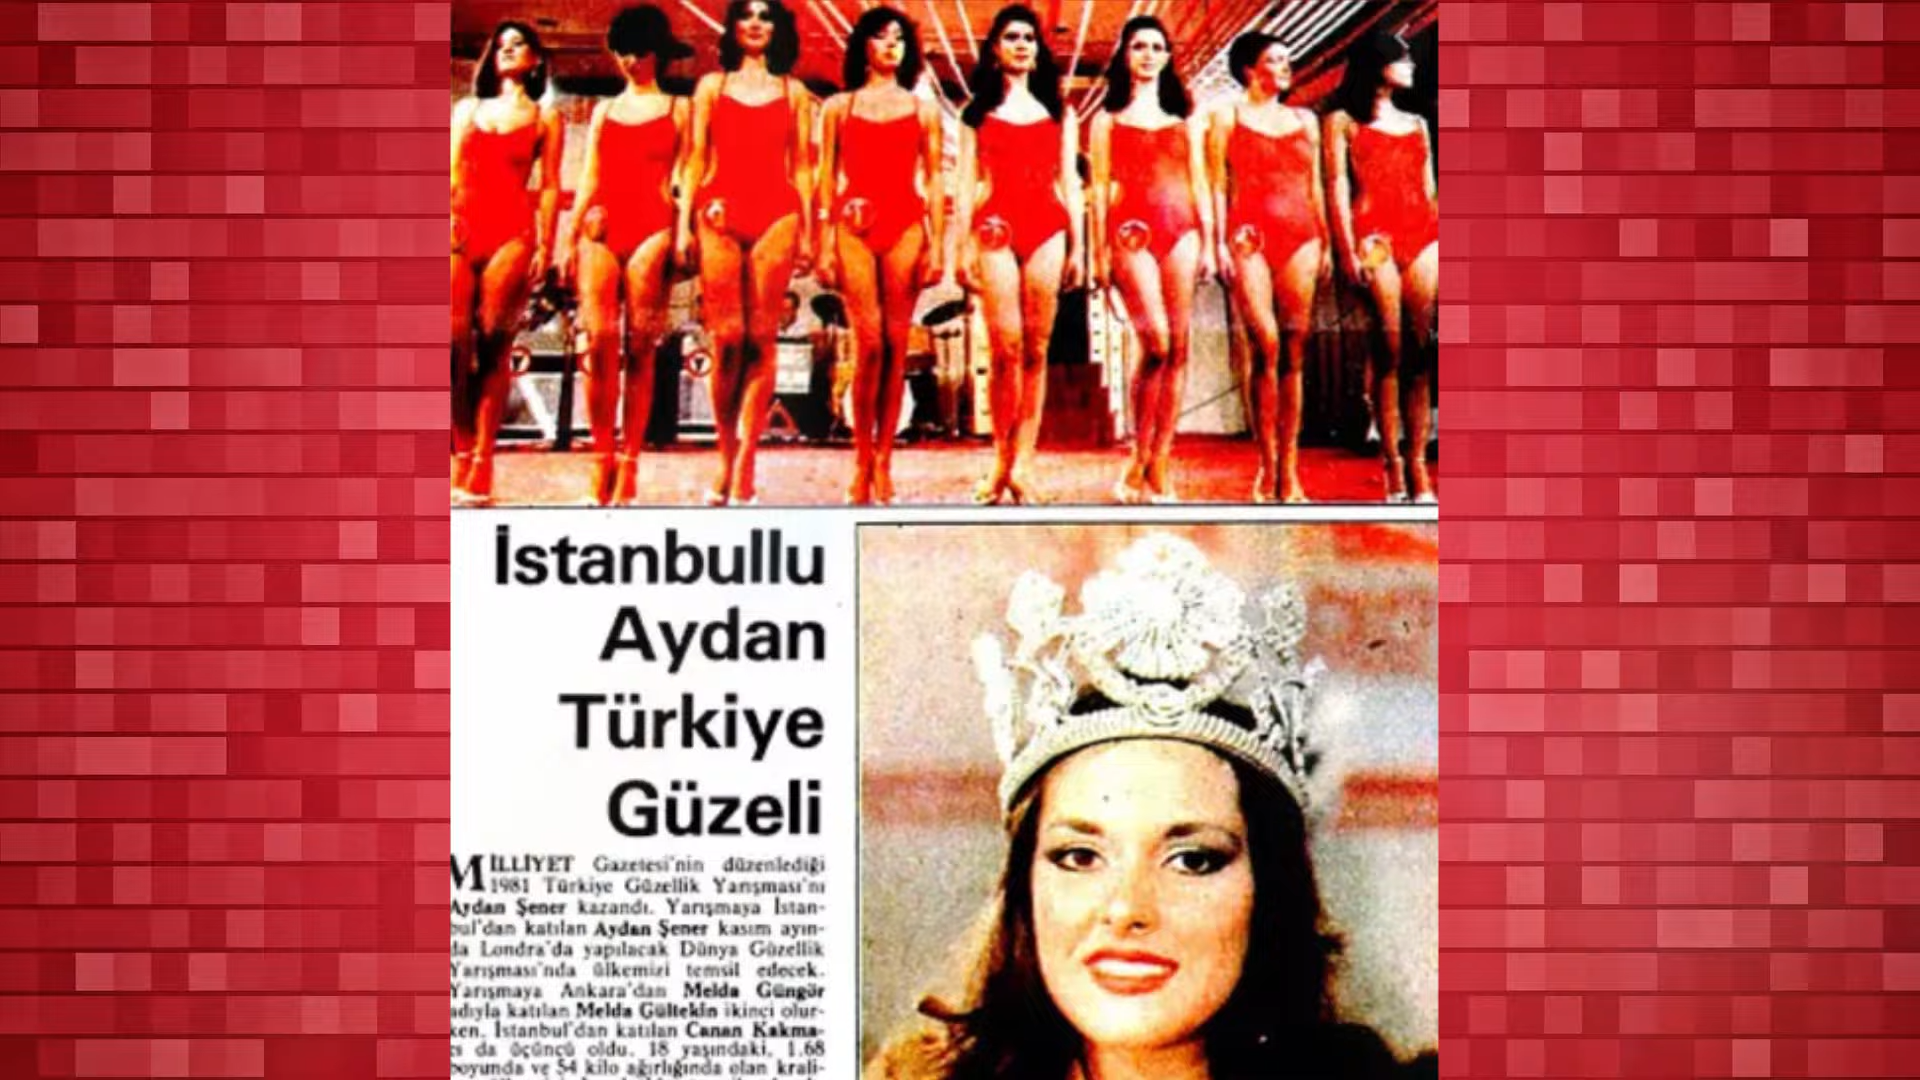 İstanbullu
Aydan
Türkiye
Güzeli
MİLLİYET Gazetesi'nin düzenlediği
1981 Türkiye Güzellik Yarışması'nı
Aydan Şener kazandı. Yarışmaya İstan-
bul'dan katılan Aydan Şener kasım ayın-
da Londra'da yapılacak Dünya Güzellik
Yarışması'nda ülkemizi temsil edecek.
Yarışmaya Ankara'dan Melda Güngör
adıyla katılan Melda Gültekin ikinci olur-
ken, İstanbul'dan katılan Canan Kakma-
cı da üçüncü oldu. 18 yaşındaki, 1.68
boyunda ve 54 kilo ağırlığında olan krali-